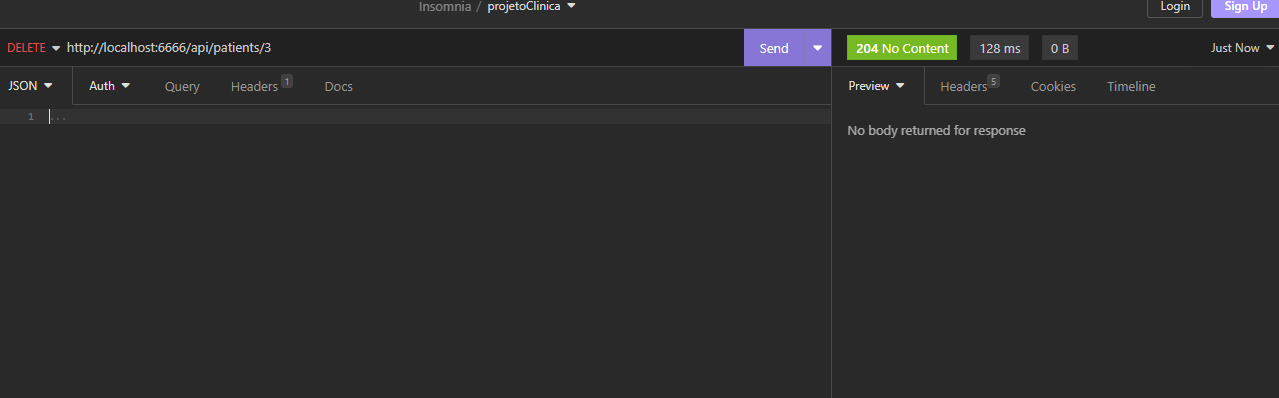 Insomnia / projetoClinica
Login
Sign Up
DELETE http://localhost:6666/api/patients/3
Send
204 No Content
128 ms
0 B
Just Now
JSON
Auth
Query
Headers 1
Docs
Preview
Headers 5
Cookies
Timeline
1 ...
No body returned for response